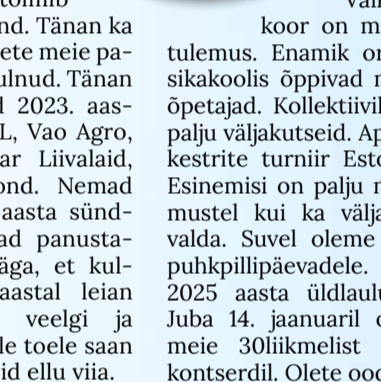 nd. Tänan ka
ete meie pa-
ulnud. Tänan
2023. aas-
L, Vao Agro,
ar Liivalaid,
ond. Nemad
aasta sünd-
ad panusta-
äga, et kul-
aastal leian
veelgi ja
le toele saan
id ellu viia.
koor on m
tulemus. Enamik or
sikakoolis õppivad r
õpetajad. Kollektiivil
palju väljakutseid. Ap
kestrite turniir Esto
Esinemisi on palju n
mustel kui ka välja
valda. Suvel oleme
puhkpillipäevadele.
2025 aasta üldlaulu
Juba 14. jaanuaril
meie 30liikmelist
kontserdil. Olete ood